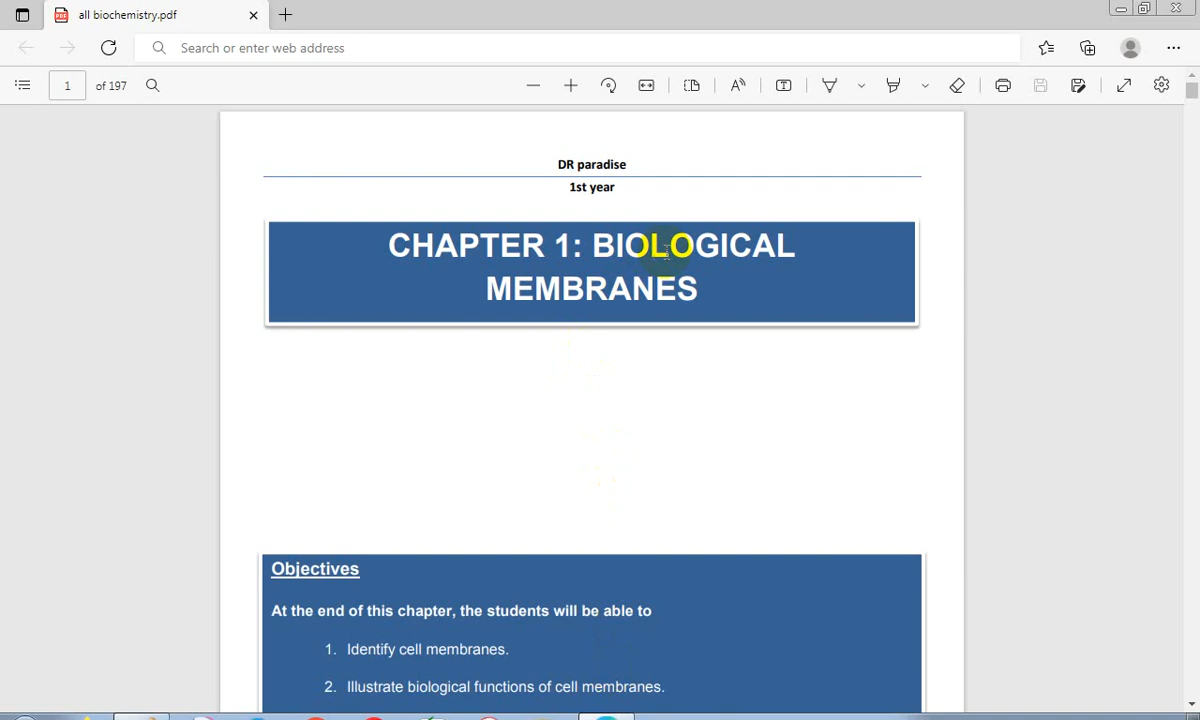 all biochemistry.pdf
Search or enter web address
1 of 197
DR paradise
1st year
CHAPTER 1: BIOLOGICAL
MEMBRANES
Objectives
At the end of this chapter, the students will be able to
1. Identify cell membranes.
2. Illustrate biological functions of cell membranes.